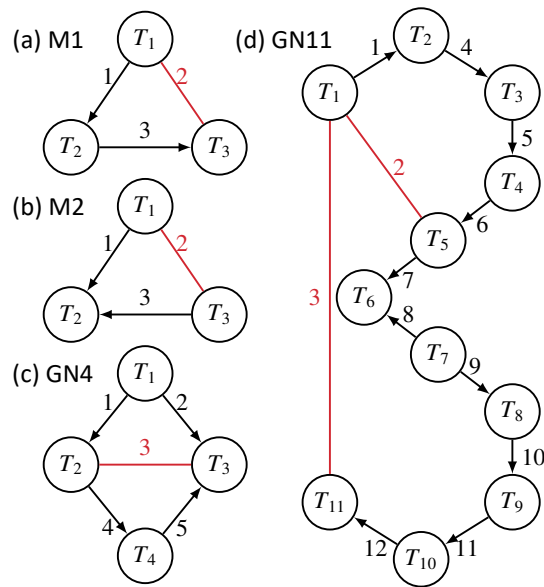 (a) M1
T₁
1
2
3
T₂
T₃
(b) M2
T₁
1
2
3
T₂
T₃
(c) GN4
T₁
1
2
3
T₂
T₃
4
5
T₄
(d) GN11
T₂
1
4
T₁
T₃
5
2
T₄
6
T₅
7
3
T₆
8
T₇
9
T₈
10
T₁₁
T₉
12
11
T₁₀